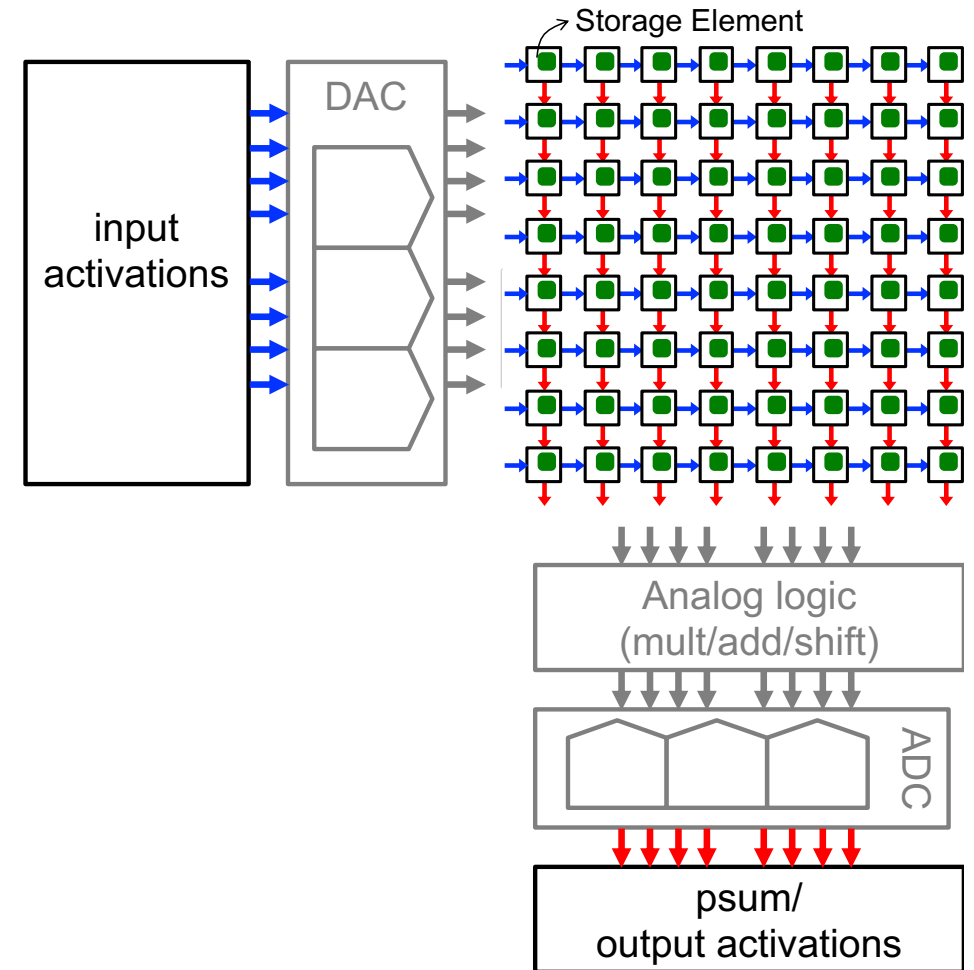 Storage Element
DAC
input
activations
Analog logic
(mult/add/shift)
ADC
psum/
output activations